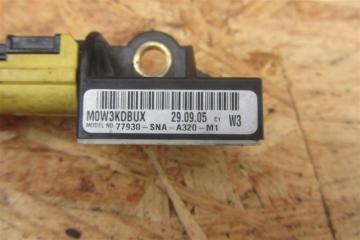 M0W3KDBUX 29.09.05 C1 W3
MODEL NO. 77930-SNA-A320-M1